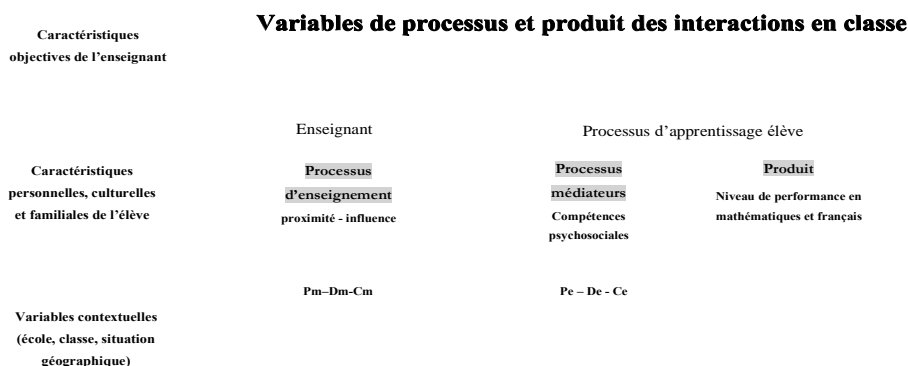 Variables de processus et produit des interactions en classe
Caractéristiques
objectives de l'enseignant
Enseignant
Processus d'apprentissage élève
Caractéristiques
personnelles, culturelles
et familiales de l'élève
Processus
d'enseignement
proximité - influence
Processus
médiateurs
Compétences
psychosociales
Produit
Niveau de performance en
mathématiques et français
Pm–Dm-Cm
Pe – De - Ce
Variables contextuelles
(école, classe, situation
géographique)